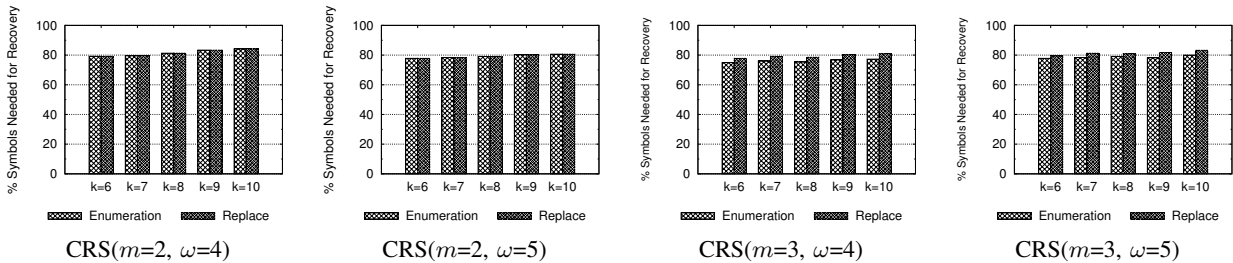 % Symbols Needed for Recovery
100
80
60
40
20
0
k=6 k=7 k=8 k=9 k=10
Enumeration Replace
CRS(m=2, ω=4)
% Symbols Needed for Recovery
100
80
60
40
20
0
k=6 k=7 k=8 k=9 k=10
Enumeration Replace
CRS(m=2, ω=5)
% Symbols Needed for Recovery
100
80
60
40
20
0
k=6 k=7 k=8 k=9 k=10
Enumeration Replace
CRS(m=3, ω=4)
% Symbols Needed for Recovery
100
80
60
40
20
0
k=6 k=7 k=8 k=9 k=10
Enumeration Replace
CRS(m=3, ω=5)